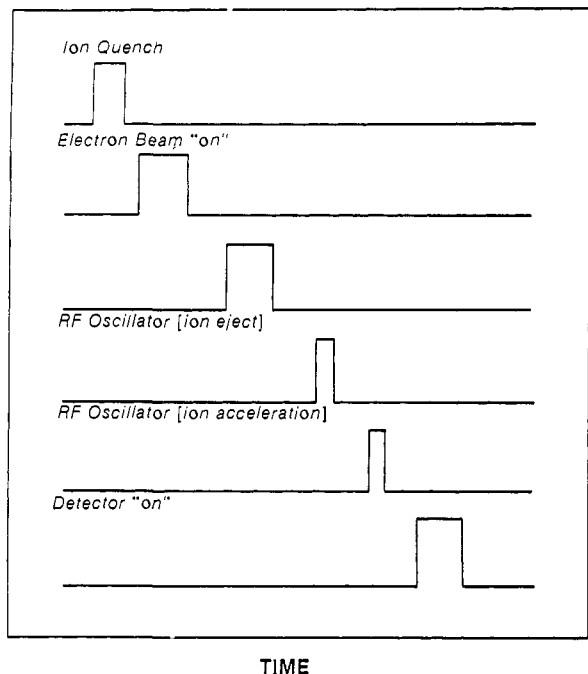 Ion Quench
Electron Beam "on"
RF Oscillator [ion eject]
RF Oscillator [ion acceleration]
Detector "on"
TIME